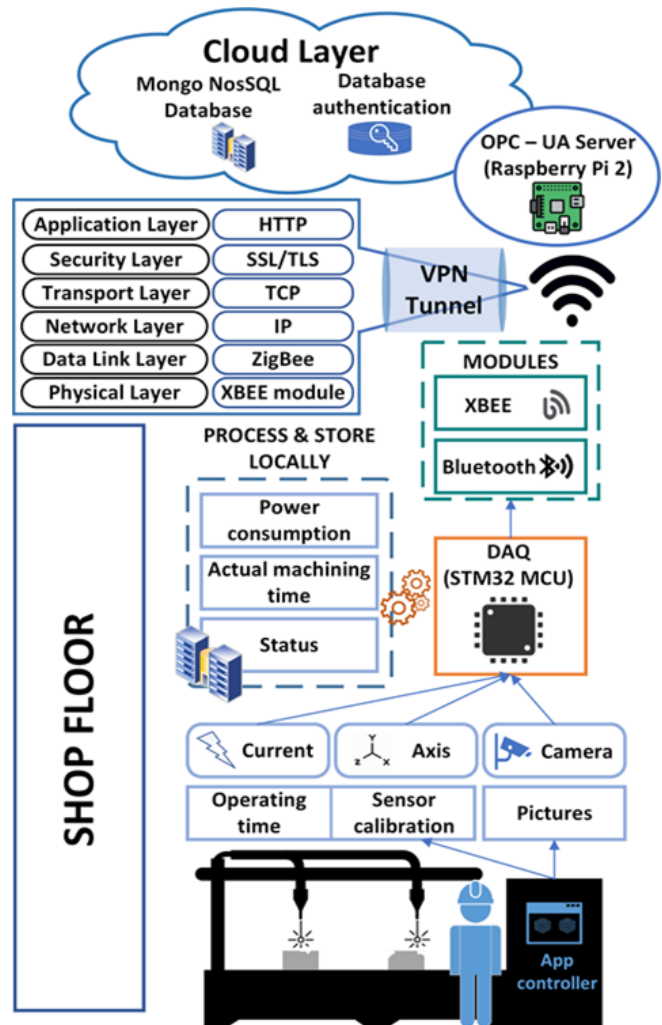 Cloud Layer
Mongo NosSQL
Database
Database
authentication
OPC – UA Server
(Raspberry Pi 2)
Application Layer HTTP
Security Layer SSL/TLS
Transport Layer TCP
Network Layer IP
Data Link Layer ZigBee
Physical Layer XBEE module
VPN
Tunnel
MODULES
XBEE
Bluetooth
PROCESS & STORE
LOCALLY
Power
consumption
Actual machining
time
Status
DAQ
(STM32 MCU)
SHOP FLOOR
Current
Z Y X
Axis
Camera
Operating
time
Sensor
calibration
Pictures
App
controller